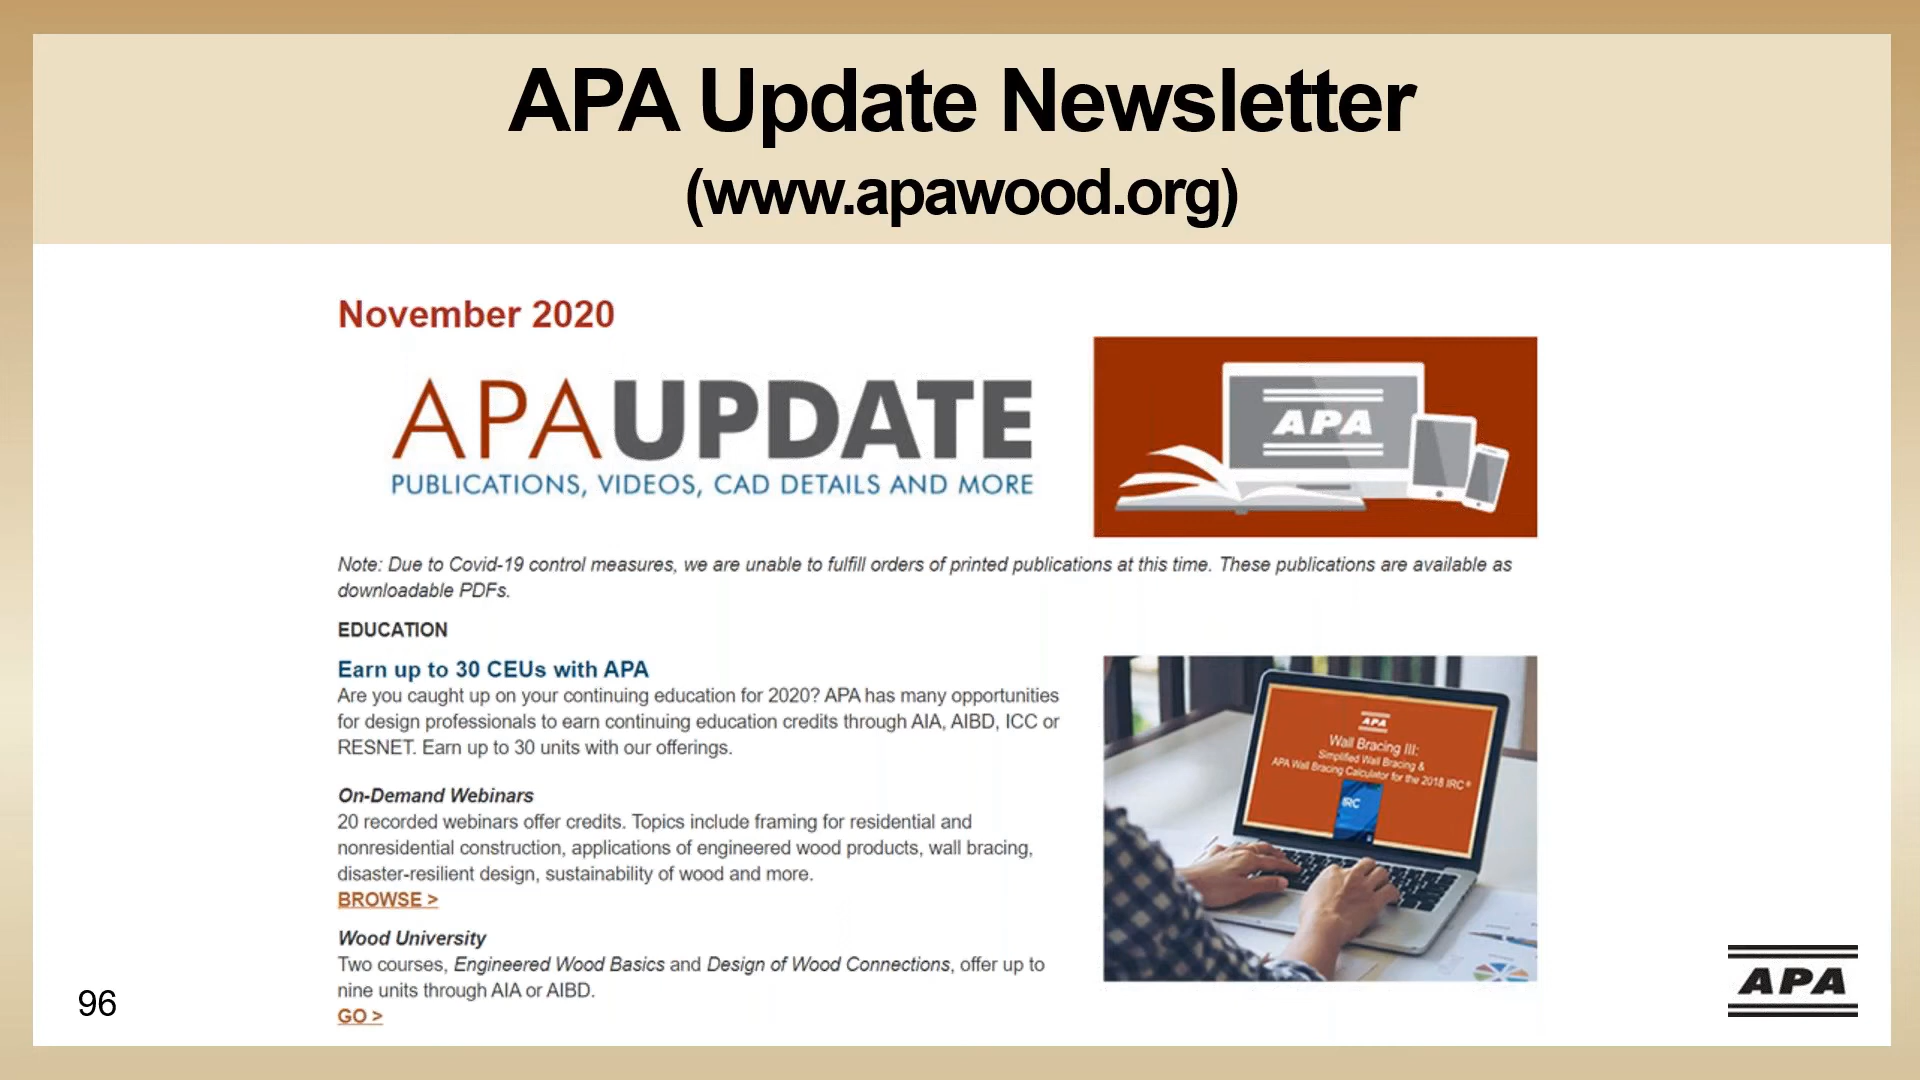 APA Update Newsletter
(www.apawood.org)
November 2020
APAUPDATE
PUBLICATIONS, VIDEOS, CAD DETAILS AND MORE
APA
Note: Due to Covid-19 control measures, we are unable to fulfill orders of printed publications at this time. These publications are available as
downloadable PDFs.
EDUCATION
Earn up to 30 CEUs with APA
Are you caught up on your continuing education for 2020? APA has many opportunities
for design professionals to earn continuing education credits through AIA, AIBD, ICC or
RESNET. Earn up to 30 units with our offerings.
On-Demand Webinars
20 recorded webinars offer credits. Topics include framing for residential and
nonresidential construction, applications of engineered wood products, wall bracing,
disaster-resilient design, sustainability of wood and more.
BROWSE >
Wood University
Two courses, Engineered Wood Basics and Design of Wood Connections, offer up to
nine units through AIA or AIBD.
GO >
APA
Wall Bracing III:
Simplified Wall Bracing &
APA Wall Bracing Calculator for the 2018 IRC®
IRC
96
APA